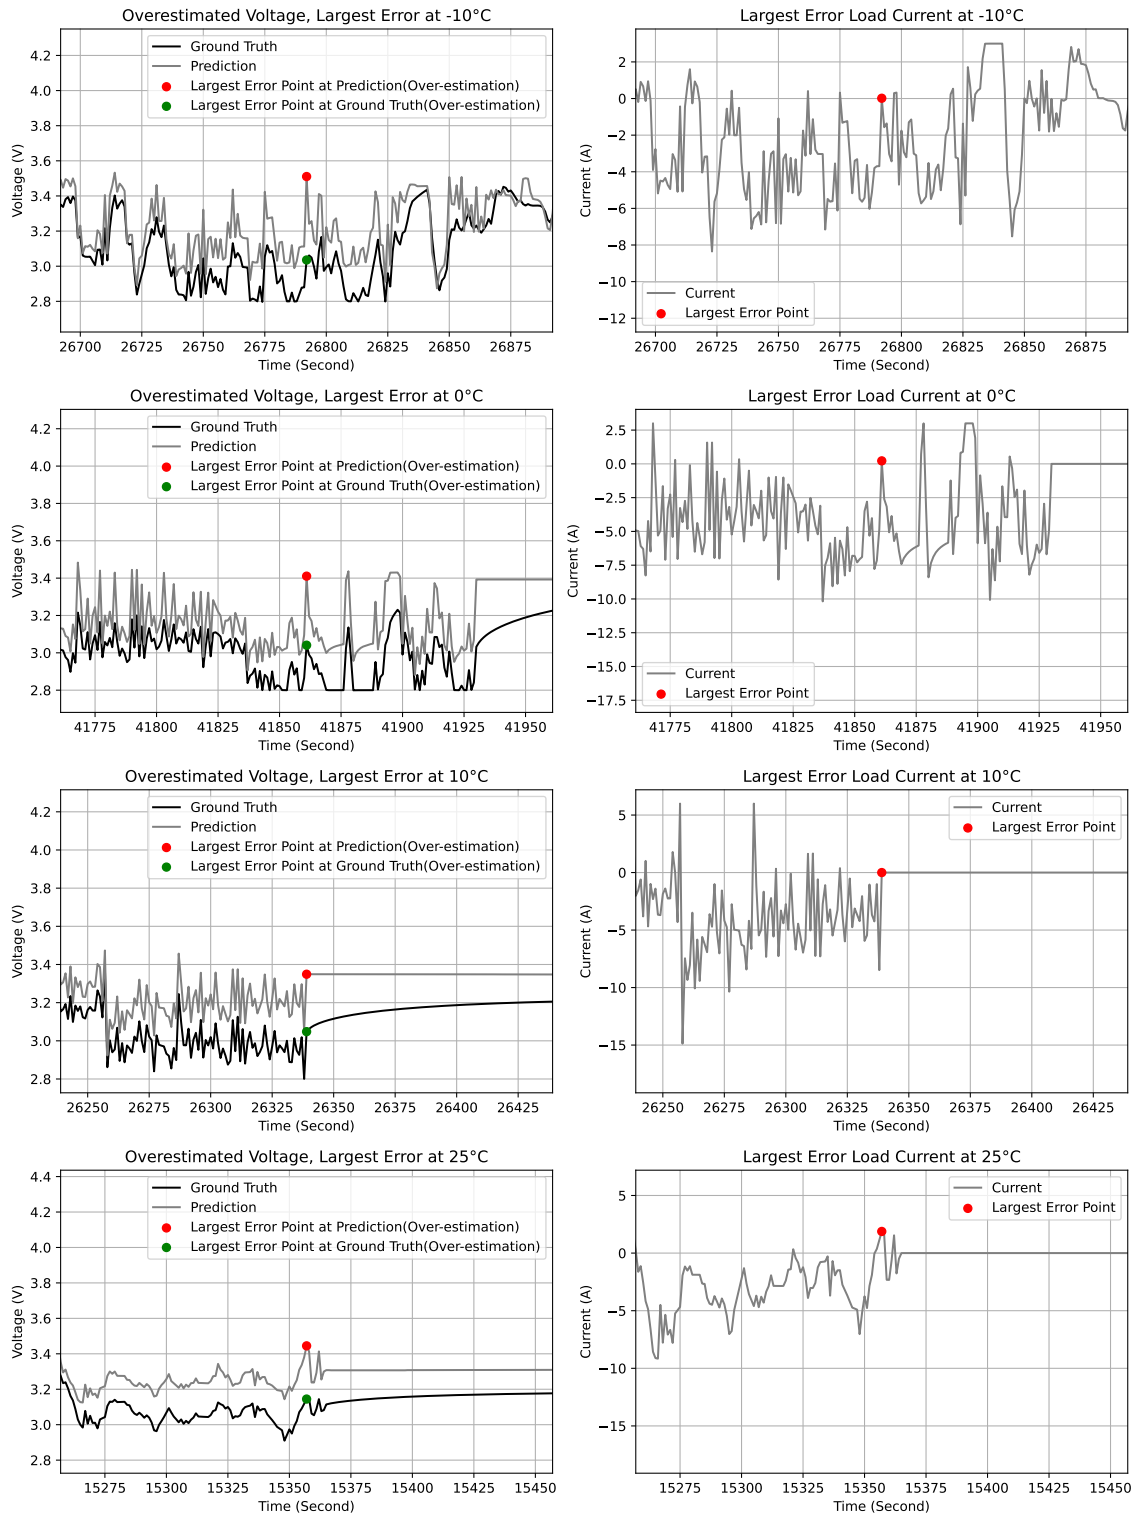 Overestimated Voltage, Largest Error at -10°C
Voltage (V)
4.2
4.0
3.8
3.6
3.4
3.2
3.0
2.8
Ground Truth
Prediction
Largest Error Point at Prediction(Over-estimation)
Largest Error Point at Ground Truth(Over-estimation)
26700 26725 26750 26775 26800 26825 26850 26875
Time (Second)
Largest Error Load Current at -10°C
Current (A)
2
0
−2
−4
−6
−8
−10
−12
Current
Largest Error Point
26700 26725 26750 26775 26800 26825 26850 26875
Time (Second)
Overestimated Voltage, Largest Error at 0°C
Voltage (V)
4.2
4.0
3.8
3.6
3.4
3.2
3.0
2.8
Ground Truth
Prediction
Largest Error Point at Prediction(Over-estimation)
Largest Error Point at Ground Truth(Over-estimation)
41775 41800 41825 41850 41875 41900 41925 41950
Time (Second)
Largest Error Load Current at 0°C
Current (A)
2.5
0.0
−2.5
−5.0
−7.5
−10.0
−12.5
−15.0
−17.5
Current
Largest Error Point
41775 41800 41825 41850 41875 41900 41925 41950
Time (Second)
Overestimated Voltage, Largest Error at 10°C
Voltage (V)
4.2
4.0
3.8
3.6
3.4
3.2
3.0
2.8
Ground Truth
Prediction
Largest Error Point at Prediction(Over-estimation)
Largest Error Point at Ground Truth(Over-estimation)
26250 26275 26300 26325 26350 26375 26400 26425
Time (Second)
Largest Error Load Current at 10°C
Current (A)
5
0
−5
−10
−15
Current
Largest Error Point
26250 26275 26300 26325 26350 26375 26400 26425
Time (Second)
Overestimated Voltage, Largest Error at 25°C
Voltage (V)
4.4
4.2
4.0
3.8
3.6
3.4
3.2
3.0
2.8
Ground Truth
Prediction
Largest Error Point at Prediction(Over-estimation)
Largest Error Point at Ground Truth(Over-estimation)
15275 15300 15325 15350 15375 15400 15425 15450
Time (Second)
Largest Error Load Current at 25°C
Current (A)
5
0
−5
−10
−15
Current
Largest Error Point
15275 15300 15325 15350 15375 15400 15425 15450
Time (Second)